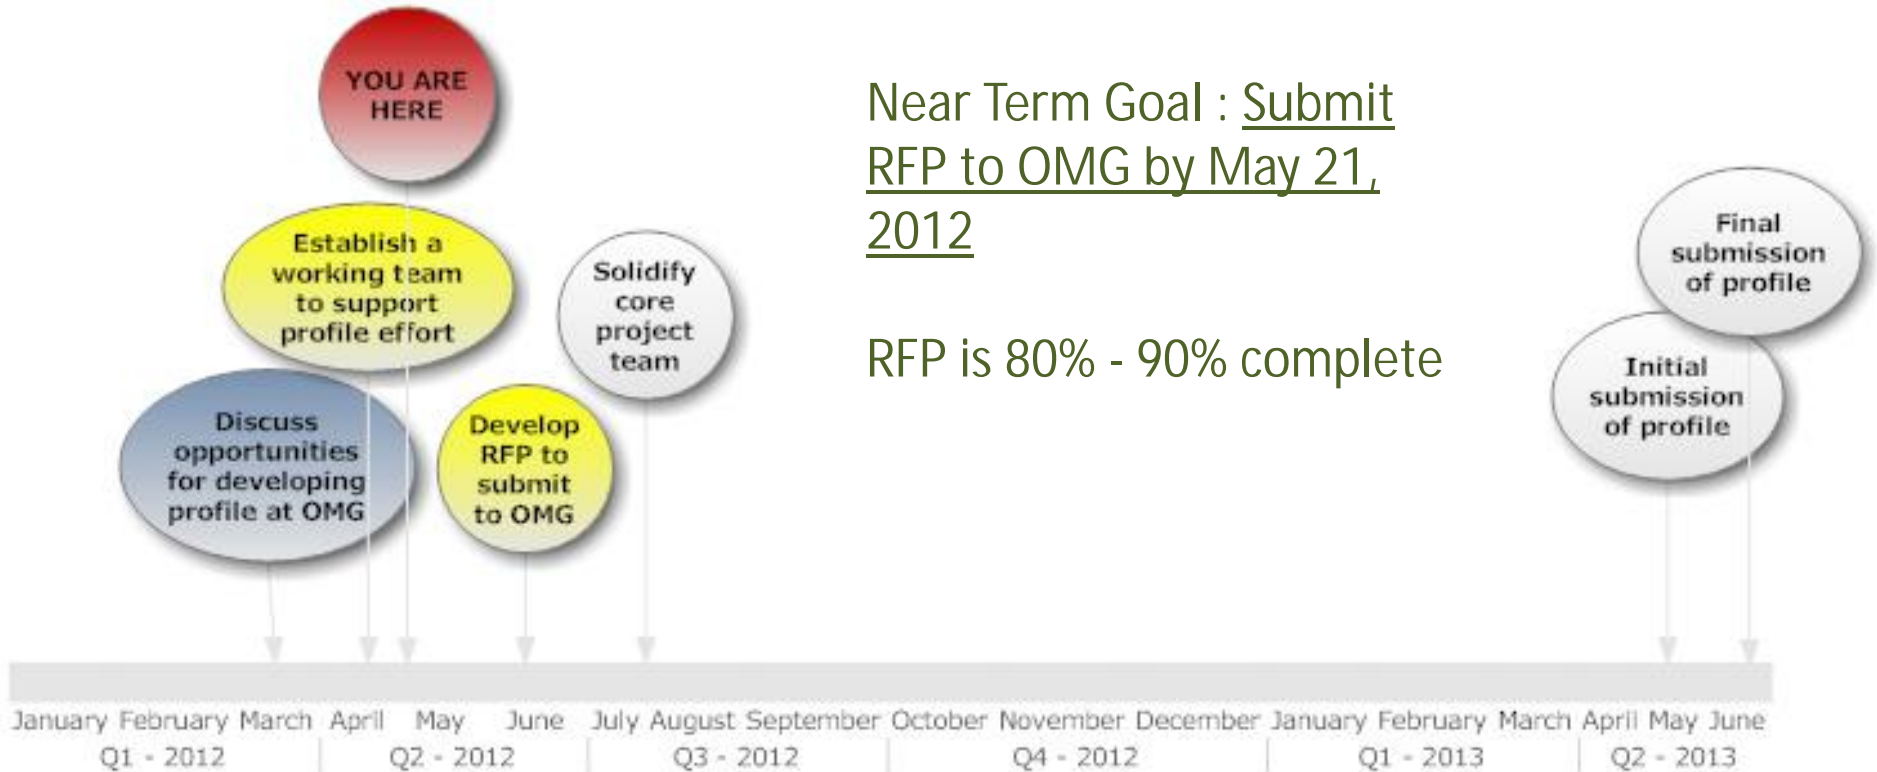 YOU ARE
HERE
Near Term Goal : Submit
RFP to OMG by May 21,
2012
RFP is 80% - 90% complete
Establish a
working team
to support
profile effort
Solidify
core
project
team
Discuss
opportunities
for developing
profile at OMG
Develop
RFP to
submit
to OMG
Final
submission
of profile
Initial
submission
of profile
January February March April May June July August September October November December January February March April May June
Q1 - 2012 Q2 - 2012 Q3 - 2012 Q4 - 2012 Q1 - 2013 Q2 - 2013